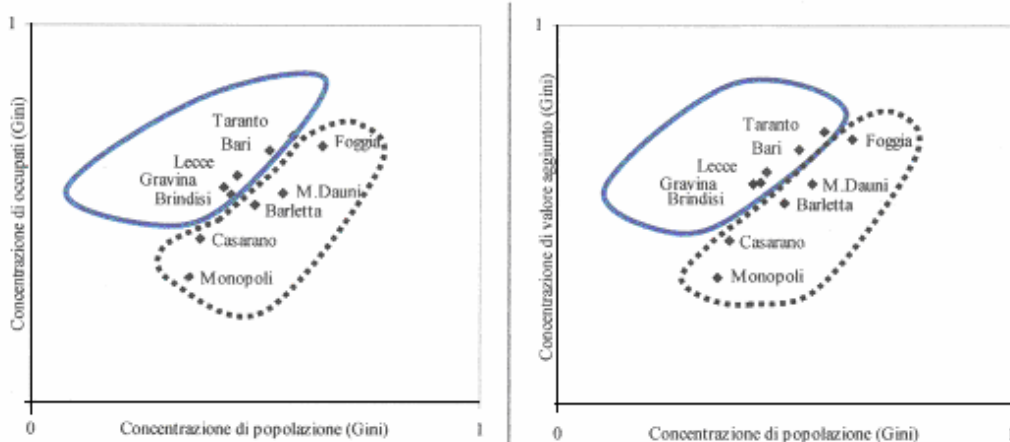 1
Concentrazione di occupati (Gini)
Taranto
Bari
Foggia
Lecce
Gravina
Brindisi
M.Dauni
Barletta
Casarano
Monopoli
0
Concentrazione di popolazione (Gini)
1
1
Concentrazione di valore aggiunto (Gini)
Taranto
Bari
Foggia
Lecce
Gravina
Brindisi
M.Dauni
Barletta
Casarano
Monopoli
0
Concentrazione di popolazione (Gini)
1